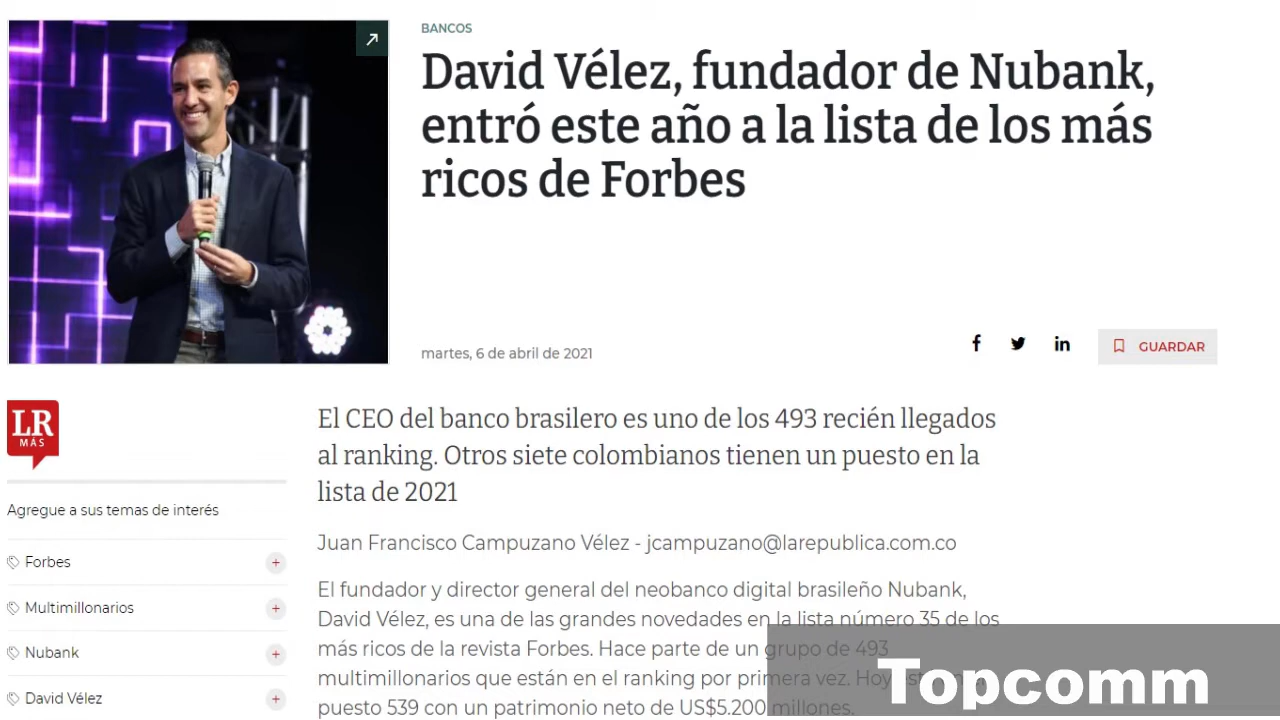 BANCOS
David Vélez, fundador de Nubank,
entró este año a la lista de los más
ricos de Forbes
martes, 6 de abril de 2021
GUARDAR
LR
MÁS
Agregue a sus temas de interés
Forbes
Multimillonarios
Nubank
David Vélez
El CEO del banco brasilero es uno de los 493 recién llegados
al ranking. Otros siete colombianos tienen un puesto en la
lista de 2021
Juan Francisco Campuzano Vélez - jcampuzano@larepublica.com.co
El fundador y director general del neobanco digital brasileño Nubank,
David Vélez, es una de las grandes novedades en la lista número 35 de los
más ricos de la revista Forbes. Hace parte de un grupo de 493
multimillonarios que están en el ranking por primera vez. Hoy
puesto 539 con un patrimonio neto de US$5.200 millones.
Topcomm